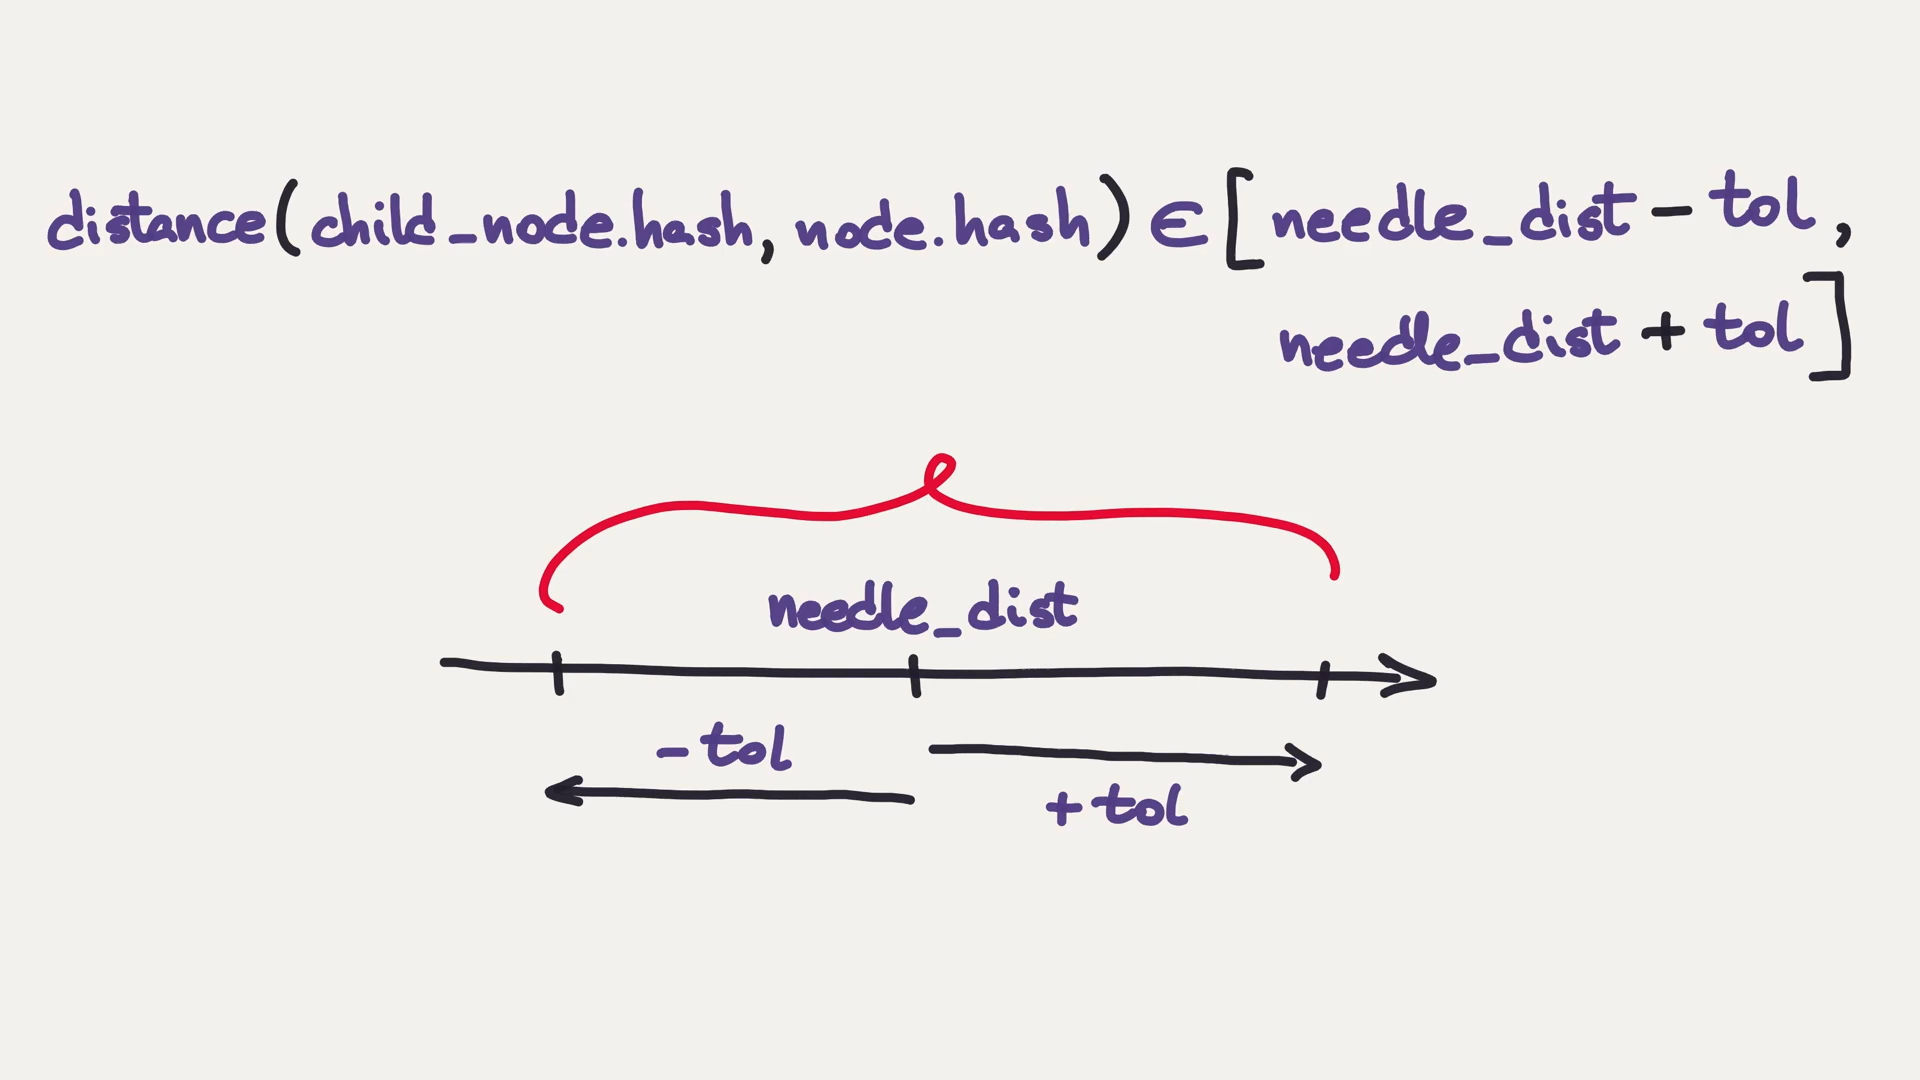 distance(child_node.hash, node.hash) ∈ [needle_dist - tol,
needle_dist + tol]
needle_dist
-tol
+tol